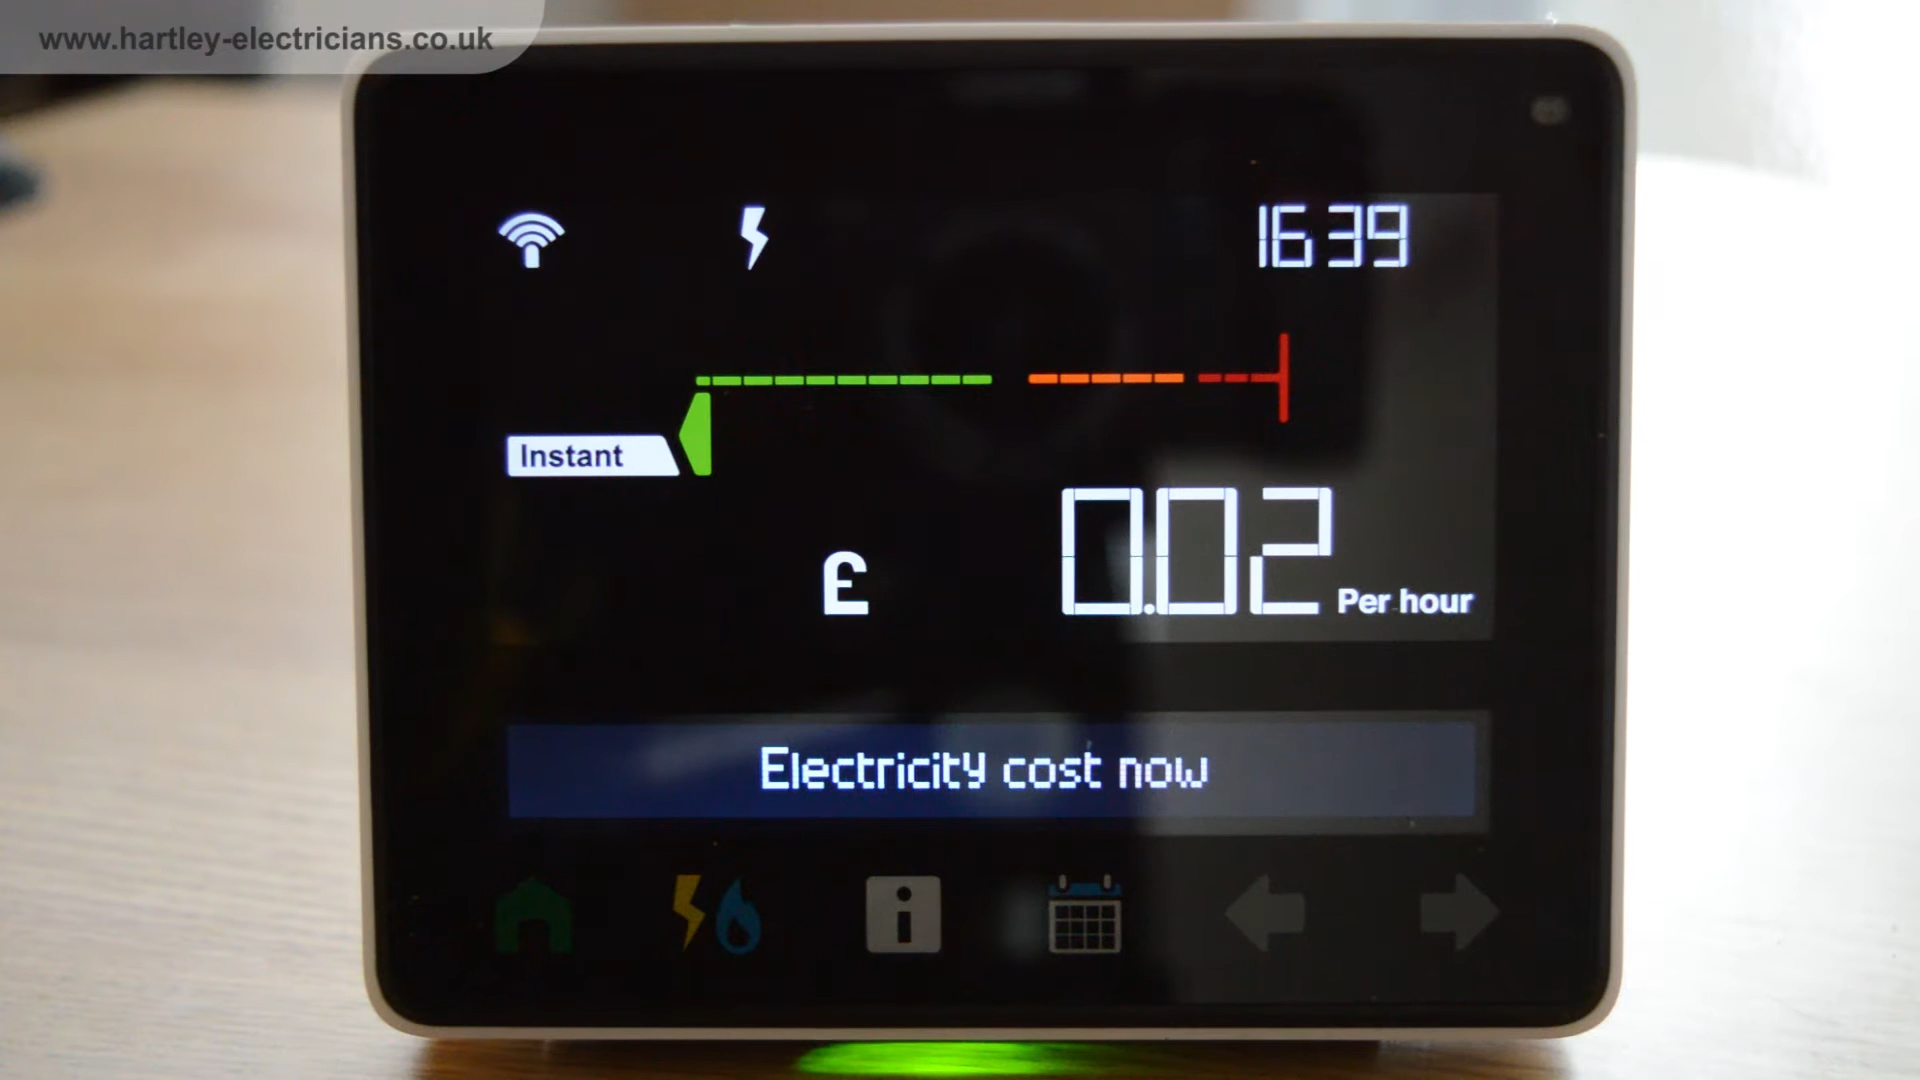 www.hartley-electricians.co.uk
16 39
Instant
£ 0.02 Per hour
Electricity cost now
i